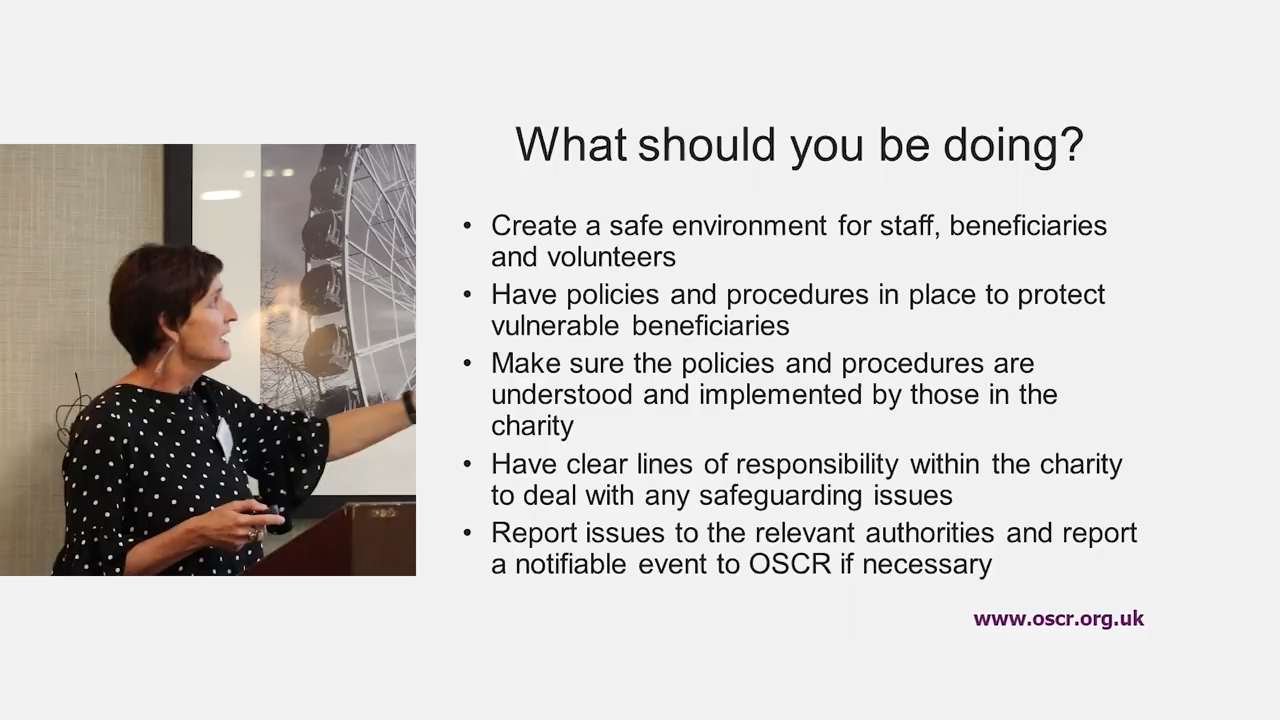 What should you be doing?
• Create a safe environment for staff, beneficiaries
and volunteers
• Have policies and procedures in place to protect
vulnerable beneficiaries
• Make sure the policies and procedures are
understood and implemented by those in the
charity
• Have clear lines of responsibility within the charity
to deal with any safeguarding issues
• Report issues to the relevant authorities and report
a notifiable event to OSCR if necessary
www.oscr.org.uk